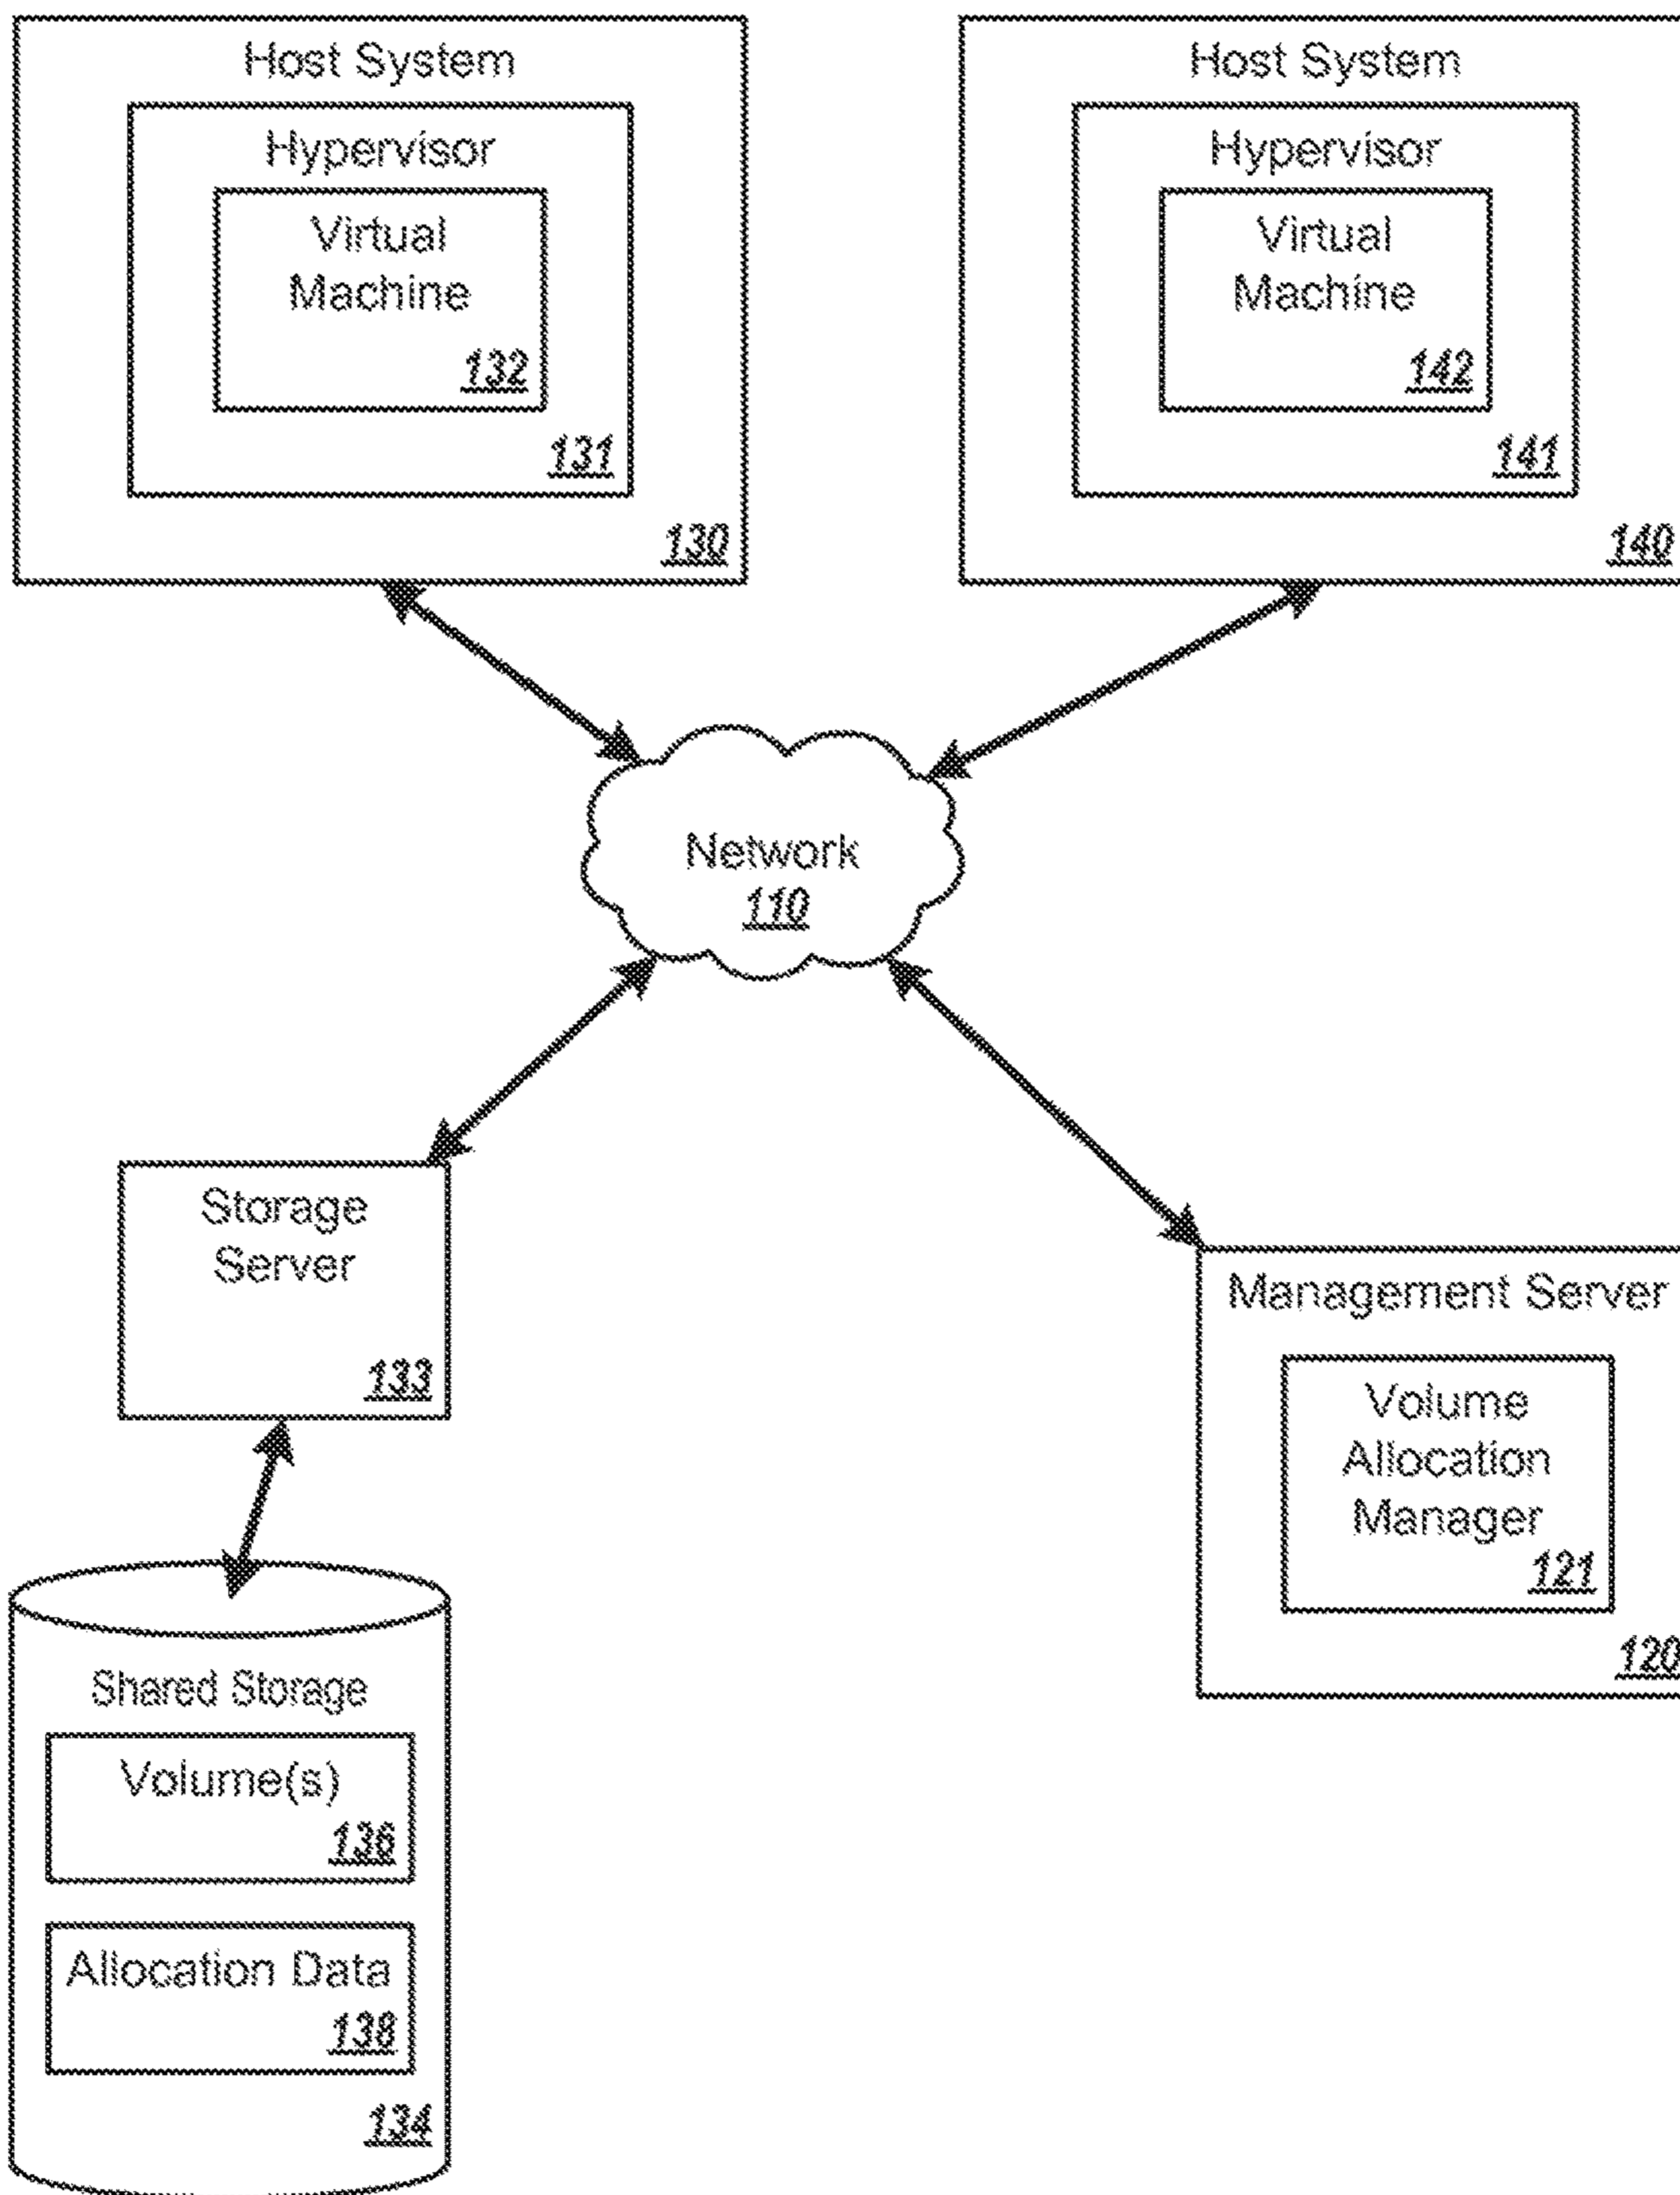 Host System
Hypervisor
Virtual
Machine
132
131
130
Host System
Hypervisor
Virtual
Machine
142
141
140
Network
110
Storage
Server
133
Management Server
Volume
Allocation
Manager
121
120
Shared Storage
Volume(s)
136
Allocation Data
138
134